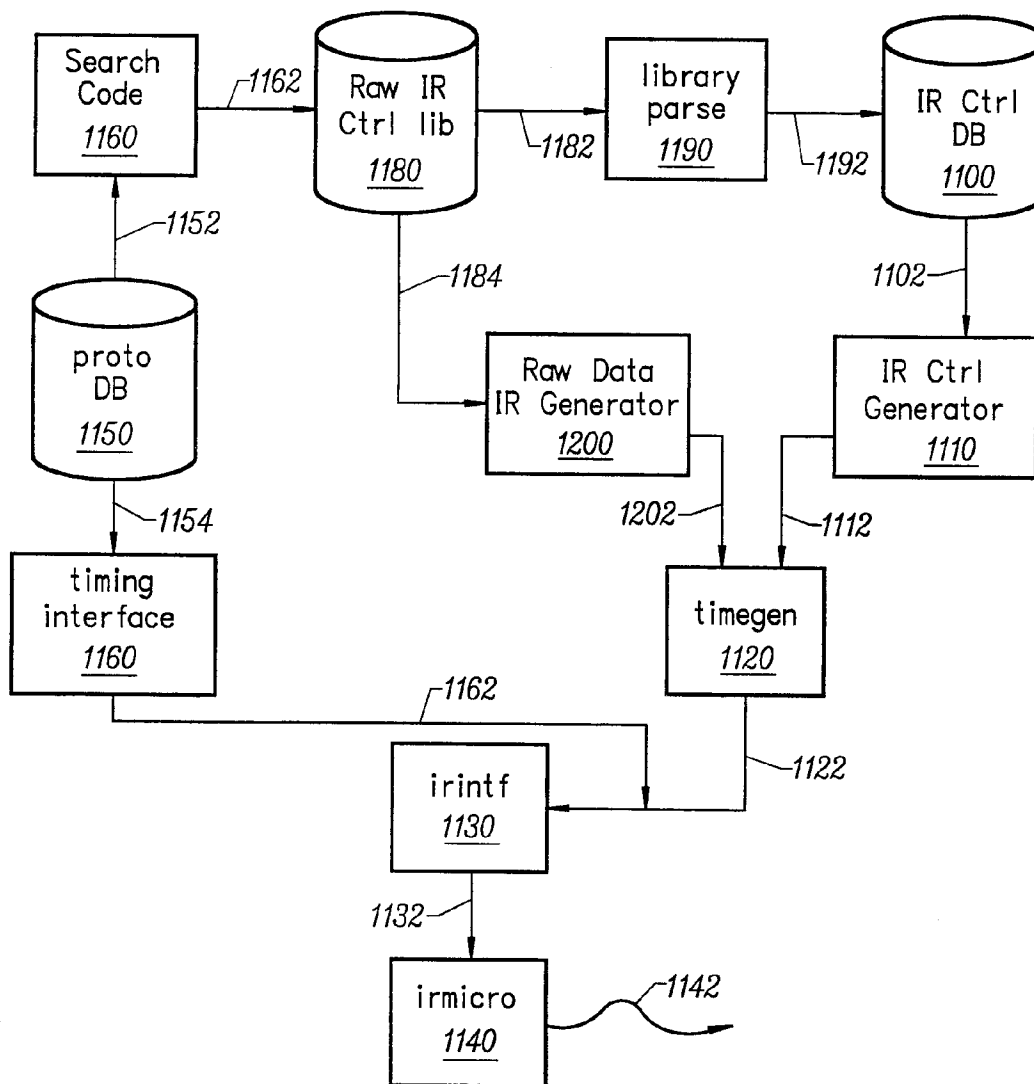 Search
Code
1160
1162
Raw IR
Ctrl lib
1180
1182
library
parse
1190
1192
IR Ctrl
DB
1100
1152
1184
1102
proto
DB
1150
Raw Data
IR Generator
1200
IR Ctrl
Generator
1110
1154
1202
1112
timing
interface
1160
timegen
1120
1162
1122
irintf
1130
1132
irmicro
1140
1142